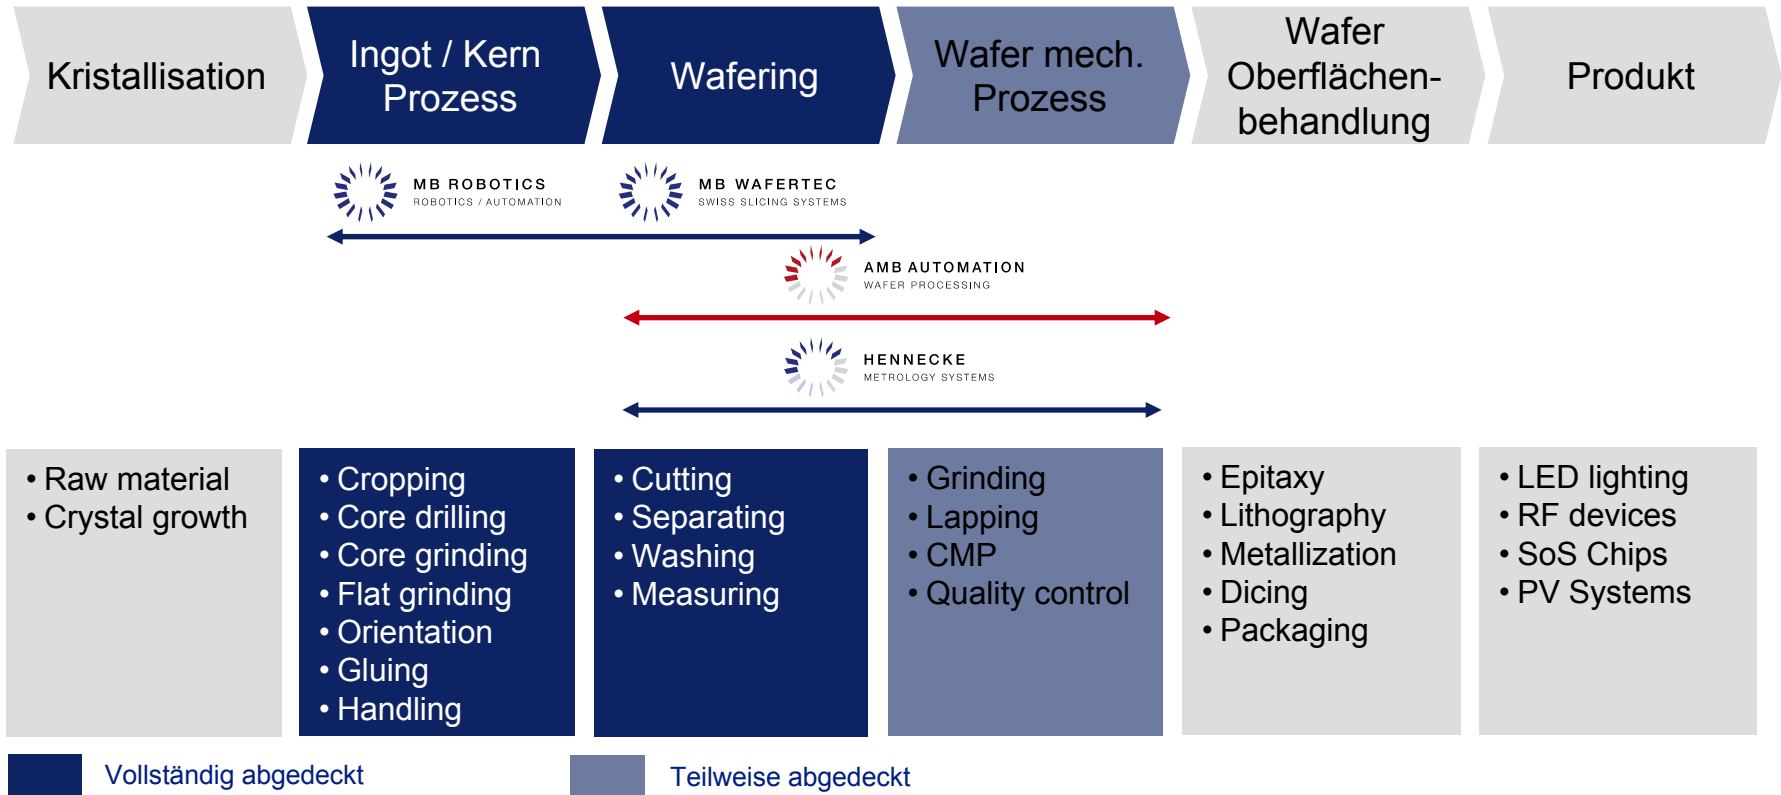 Kristallisation
Ingot / Kern
Prozess
Wafering
Wafer mech.
Prozess
Wafer
Oberflächen-
behandlung
Produkt
MB ROBOTICS
ROBOTICS / AUTOMATION
MB WAFERTEC
SWISS SLICING SYSTEMS
AMB AUTOMATION
WAFER PROCESSING
HENNECKE
METROLOGY SYSTEMS
• Raw material
• Crystal growth
• Cropping
• Core drilling
• Core grinding
• Flat grinding
• Orientation
• Gluing
• Handling
• Cutting
• Separating
• Washing
• Measuring
• Grinding
• Lapping
• CMP
• Quality control
• Epitaxy
• Lithography
• Metallization
• Dicing
• Packaging
• LED lighting
• RF devices
• SoS Chips
• PV Systems
Vollständig abgedeckt
Teilweise abgedeckt